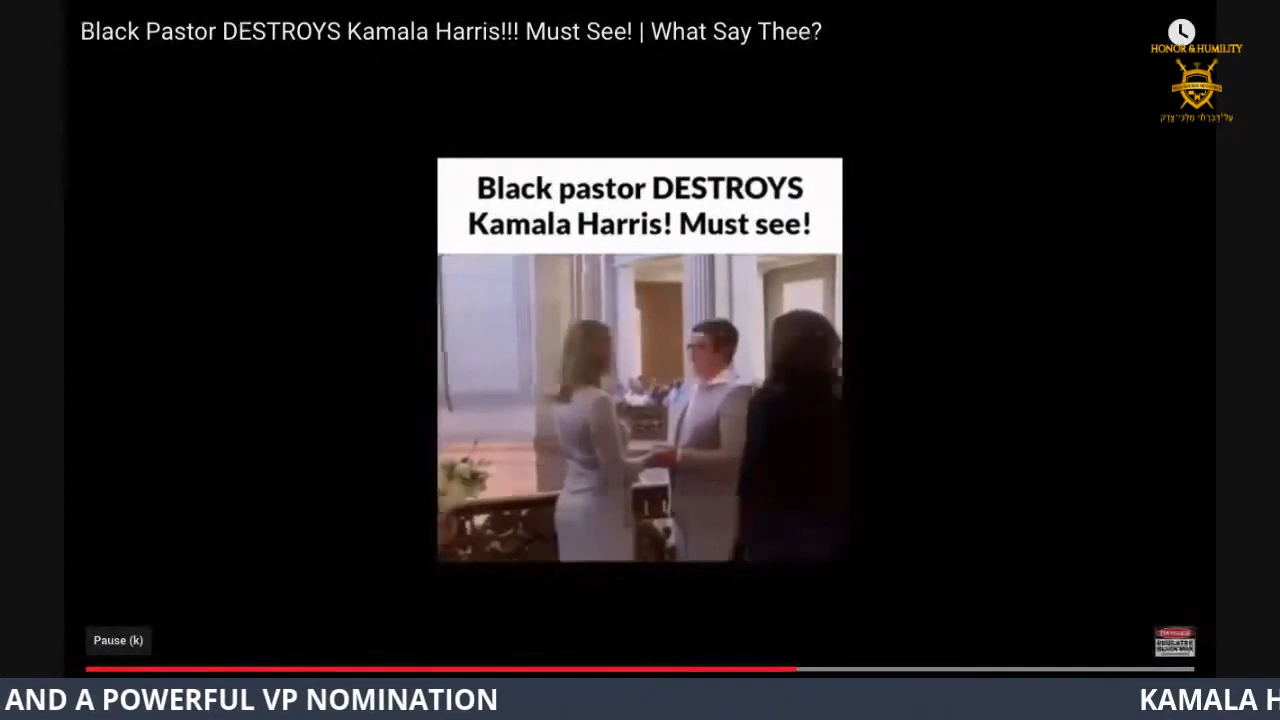 Black Pastor DESTROYS Kamala Harris!!! Must See! | What Say Thee?
HONOR & HUMILITY
Black pastor DESTROYS
Kamala Harris! Must see!
Pause (k)
AND A POWERFUL VP NOMINATION
KAMALA H